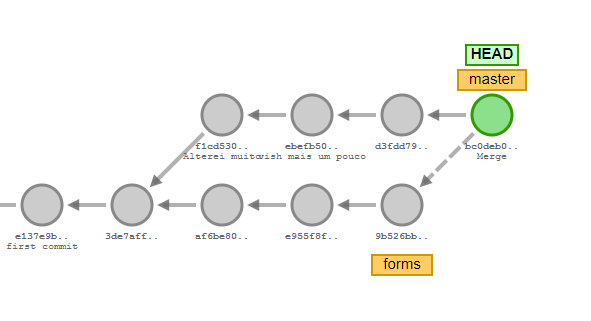 HEAD
master
f1cd530.. ebefb50.. d3fdd79.. bc0deb0..
Alterei muito mais um pouco Merge
e137e9b.. 3de7aff.. af6be80.. e955f8f.. 9b526bb..
first commit
forms